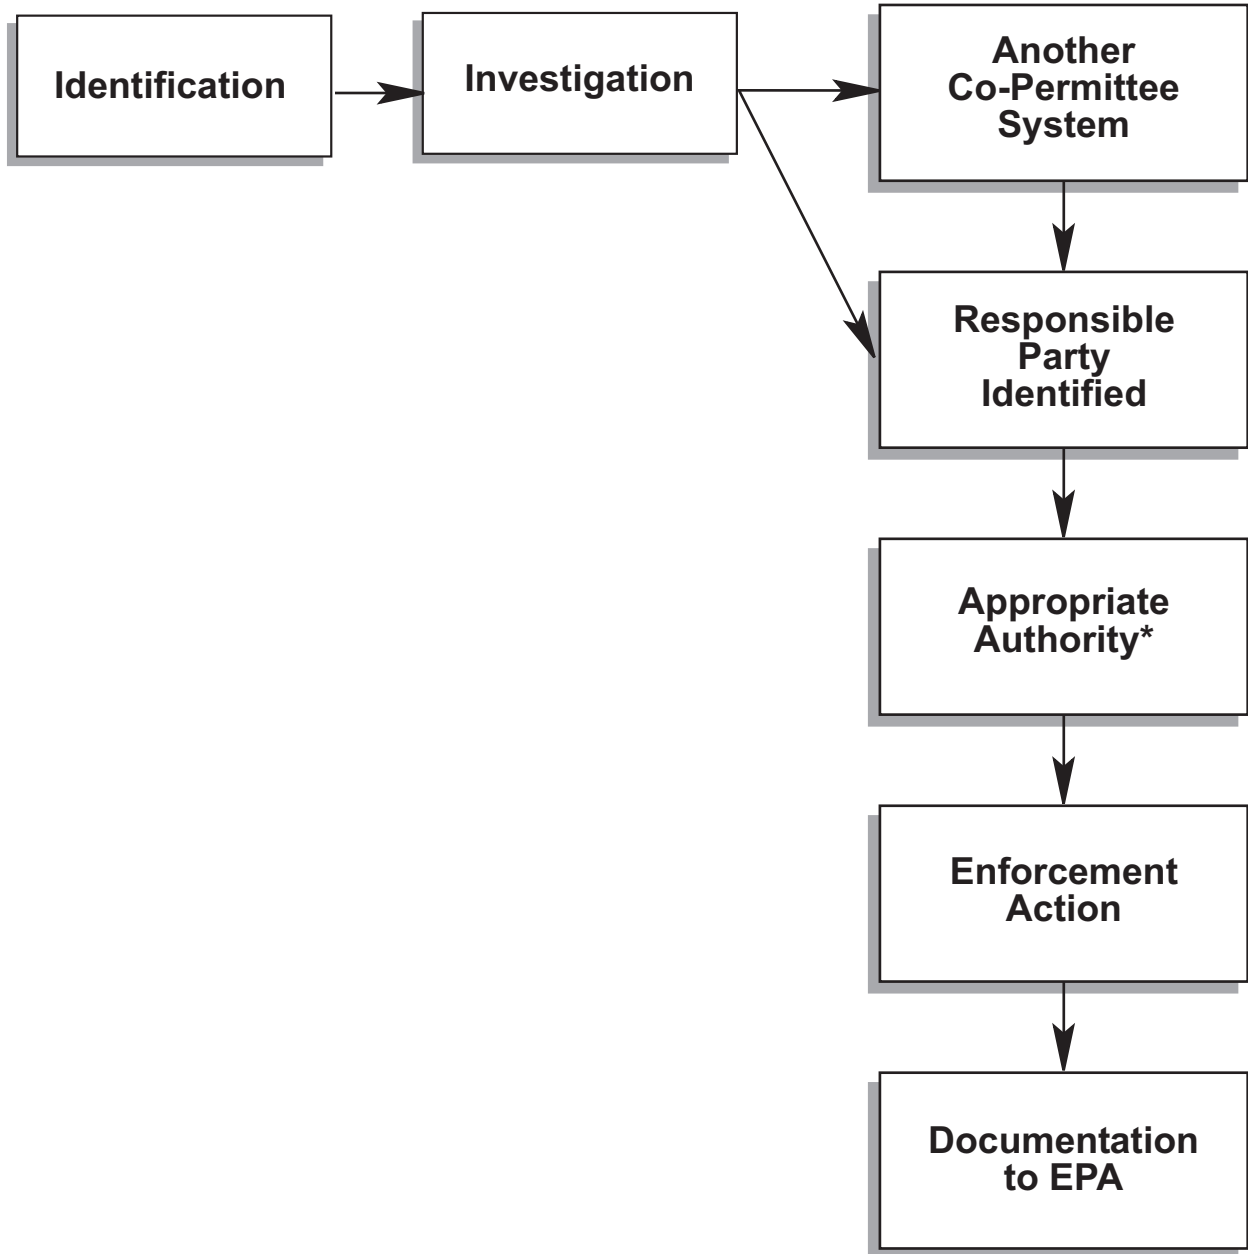 Identification
Investigation
Another
Co-Permittee
System
Responsible
Party
Identified
Appropriate
Authority*
Enforcement
Action
Documentation
to EPA